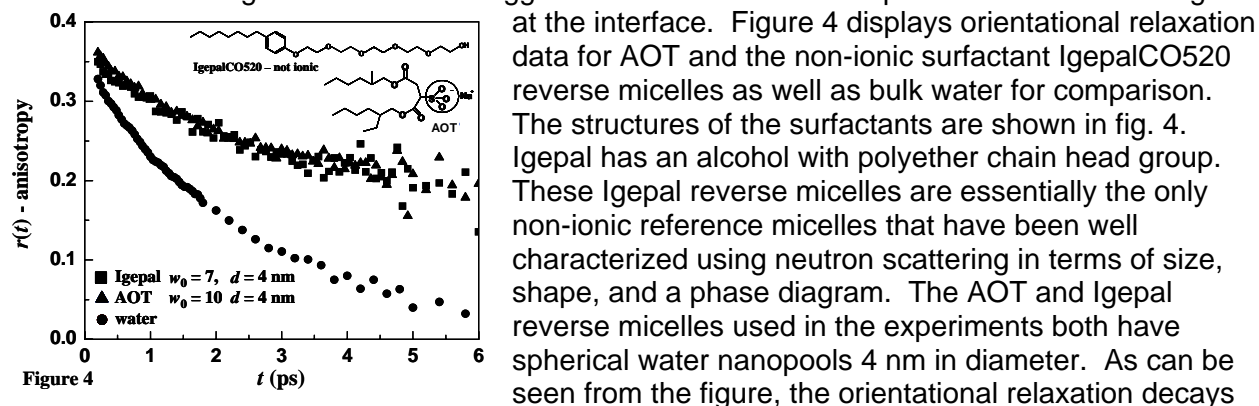 at the interface. Figure 4 displays orientational relaxation
data for AOT and the non-ionic surfactant IgepalCO520
reverse micelles as well as bulk water for comparison.
The structures of the surfactants are shown in fig. 4.
Igepal has an alcohol with polyether chain head group.
These Igepal reverse micelles are essentially the only
non-ionic reference micelles that have been well
characterized using neutron scattering in terms of size,
shape, and a phase diagram. The AOT and Igepal
reverse micelles used in the experiments both have
spherical water nanopools 4 nm in diameter. As can be
seen from the figure, the orientational relaxation decays
0.4
0.3
0.2
0.1
0.0
r(t) - anisotropy
IgepalCO520 – not ionic
AOT
Igepal w₀ = 7, d = 4 nm
AOT w₀ = 10 d = 4 nm
water
0 1 2 3 4 5 6
Figure 4
t (ps)